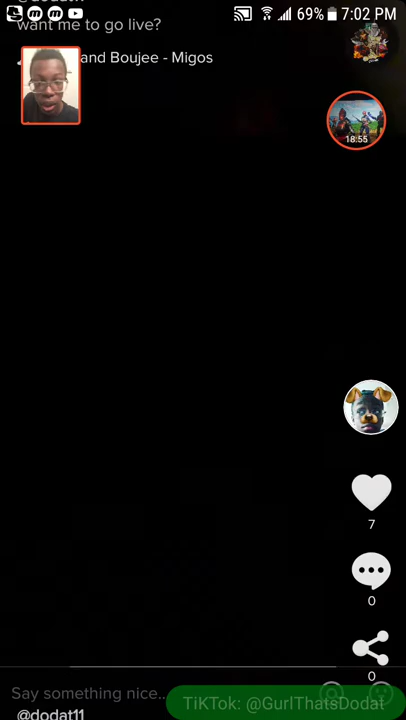 69% 7:02 PM
want me to go live?
and Boujee - Migos
18:55
7
0
0
Say something nice..
TiKTok: @GurlThatsDodat
@dodat11